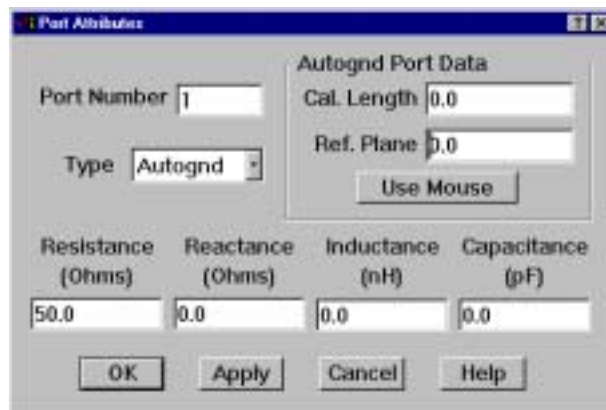 Port Attributes
Autognd Port Data
Port Number 1
Cal. Length 0.0
Type Autognd
Ref. Plane 0.0
Use Mouse
Resistance (Ohms) Reactance (Ohms) Inductance (nH) Capacitance (pF)
50.0 0.0 0.0 0.0
OK Apply Cancel Help